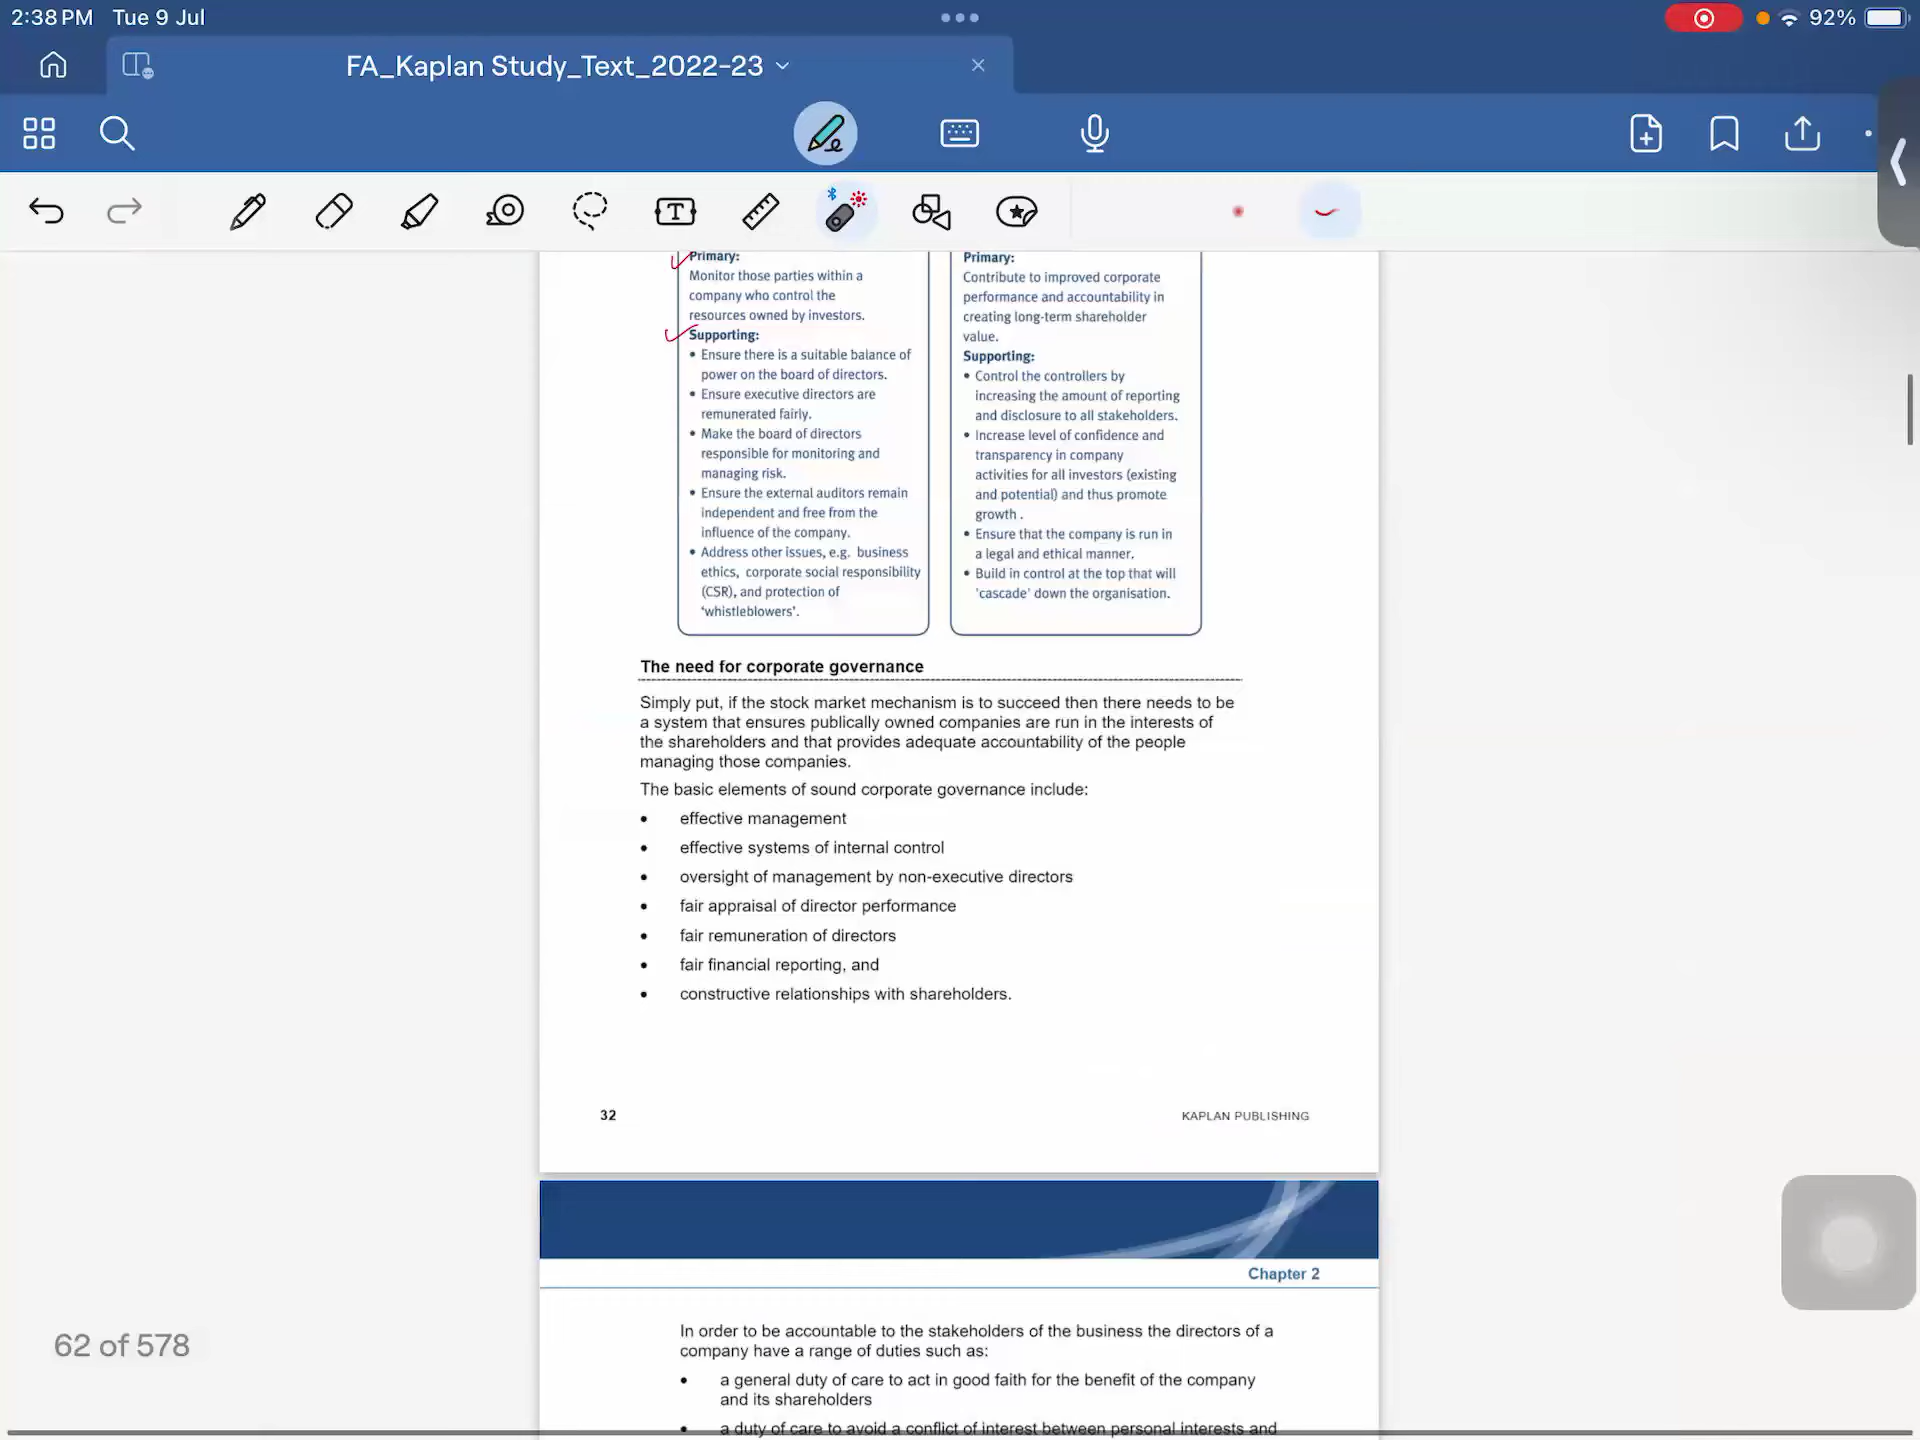 2:38 PM Tue 9 Jul
92%
FA_Kaplan Study_Text_2022-23
Primary:
Monitor those parties within a
company who control the
resources owned by investors.
Supporting:
• Ensure there is a suitable balance of
power on the board of directors.
• Ensure executive directors are
remunerated fairly.
• Make the board of directors
responsible for monitoring and
managing risk.
• Ensure the external auditors remain
independent and free from the
influence of the company.
• Address other issues, e.g. business
ethics, corporate social responsibility
(CSR), and protection of
‘whistleblowers’.
Primary:
Contribute to improved corporate
performance and accountability in
creating long-term shareholder
value.
Supporting:
• Control the controllers by
increasing the amount of reporting
and disclosure to all stakeholders.
• Increase level of confidence and
transparency in company
activities for all investors (existing
and potential) and thus promote
growth .
• Ensure that the company is run in
a legal and ethical manner.
• Build in control at the top that will
'cascade' down the organisation.
The need for corporate governance
Simply put, if the stock market mechanism is to succeed then there needs to be
a system that ensures publically owned companies are run in the interests of
the shareholders and that provides adequate accountability of the people
managing those companies.
The basic elements of sound corporate governance include:
• effective management
• effective systems of internal control
• oversight of management by non-executive directors
• fair appraisal of director performance
• fair remuneration of directors
• fair financial reporting, and
• constructive relationships with shareholders.
32
KAPLAN PUBLISHING
Chapter 2
In order to be accountable to the stakeholders of the business the directors of a
company have a range of duties such as:
• a general duty of care to act in good faith for the benefit of the company
and its shareholders
• a duty of care to avoid a conflict of interest between personal interests and
62 of 578